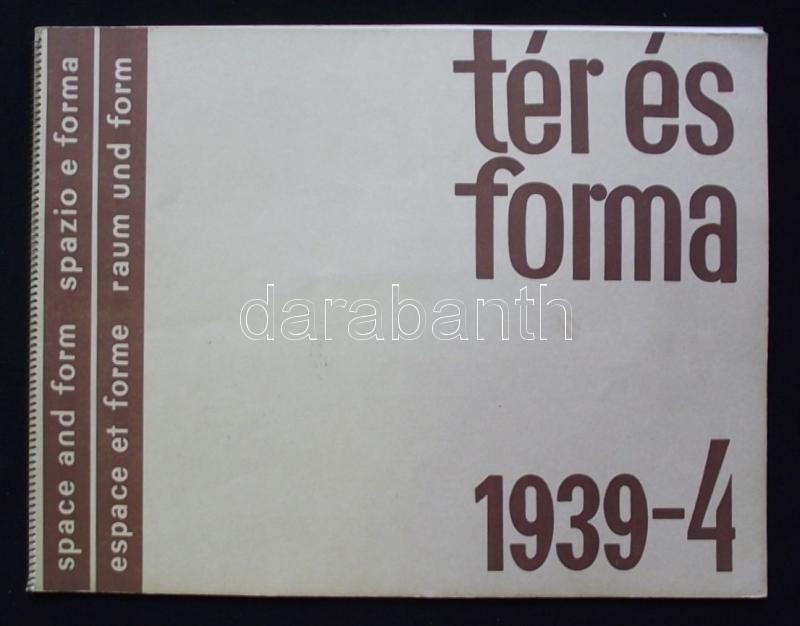 tér és
forma
1939-4
space and form spazio e forma
espace et forme raum und form
darabanth